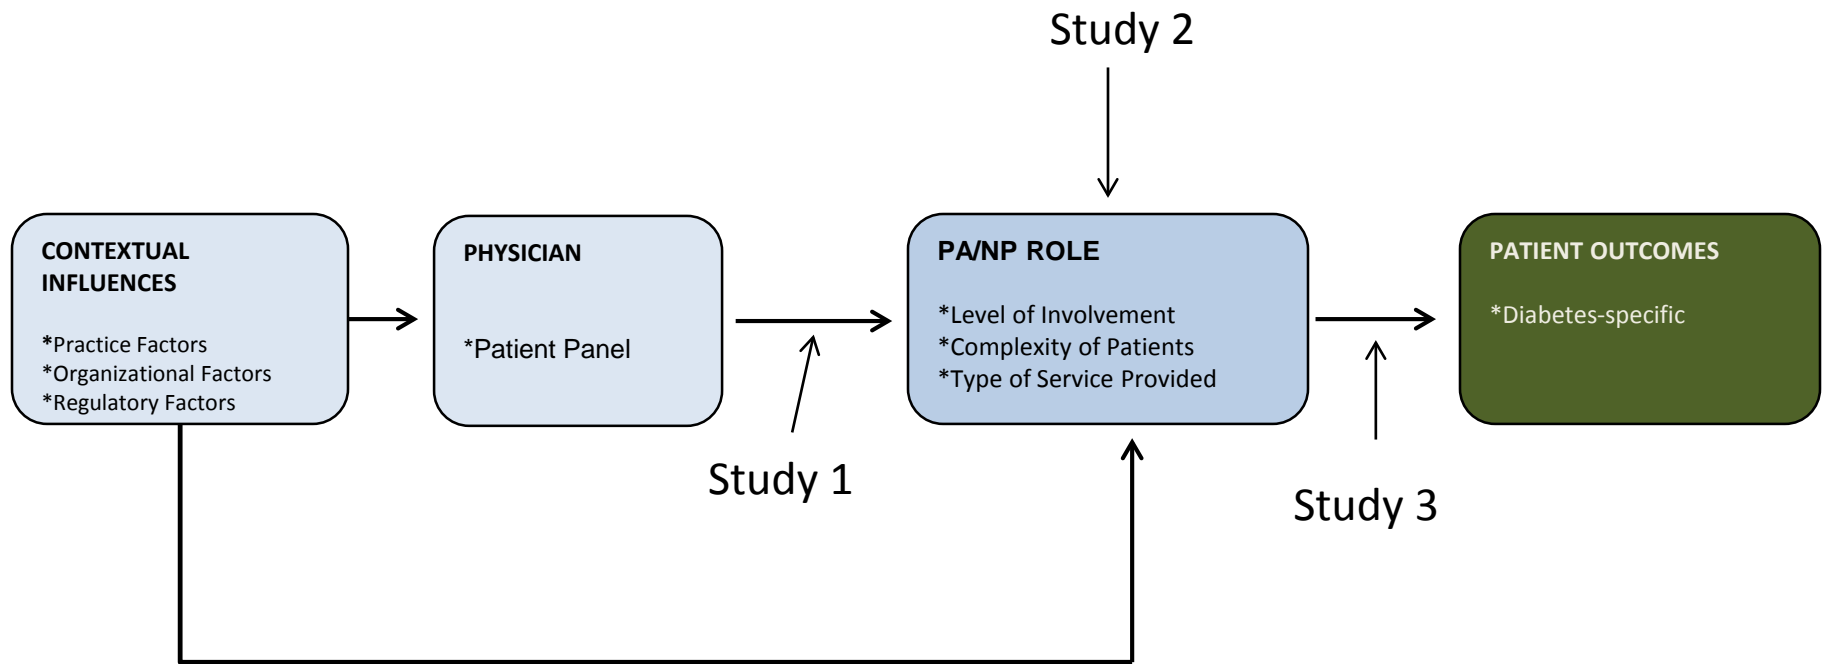 Study 2
CONTEXTUAL
INFLUENCES
*Practice Factors
*Organizational Factors
*Regulatory Factors
PHYSICIAN
*Patient Panel
PA/NP ROLE
*Level of Involvement
*Complexity of Patients
*Type of Service Provided
PATIENT OUTCOMES
*Diabetes-specific
Study 1
Study 3